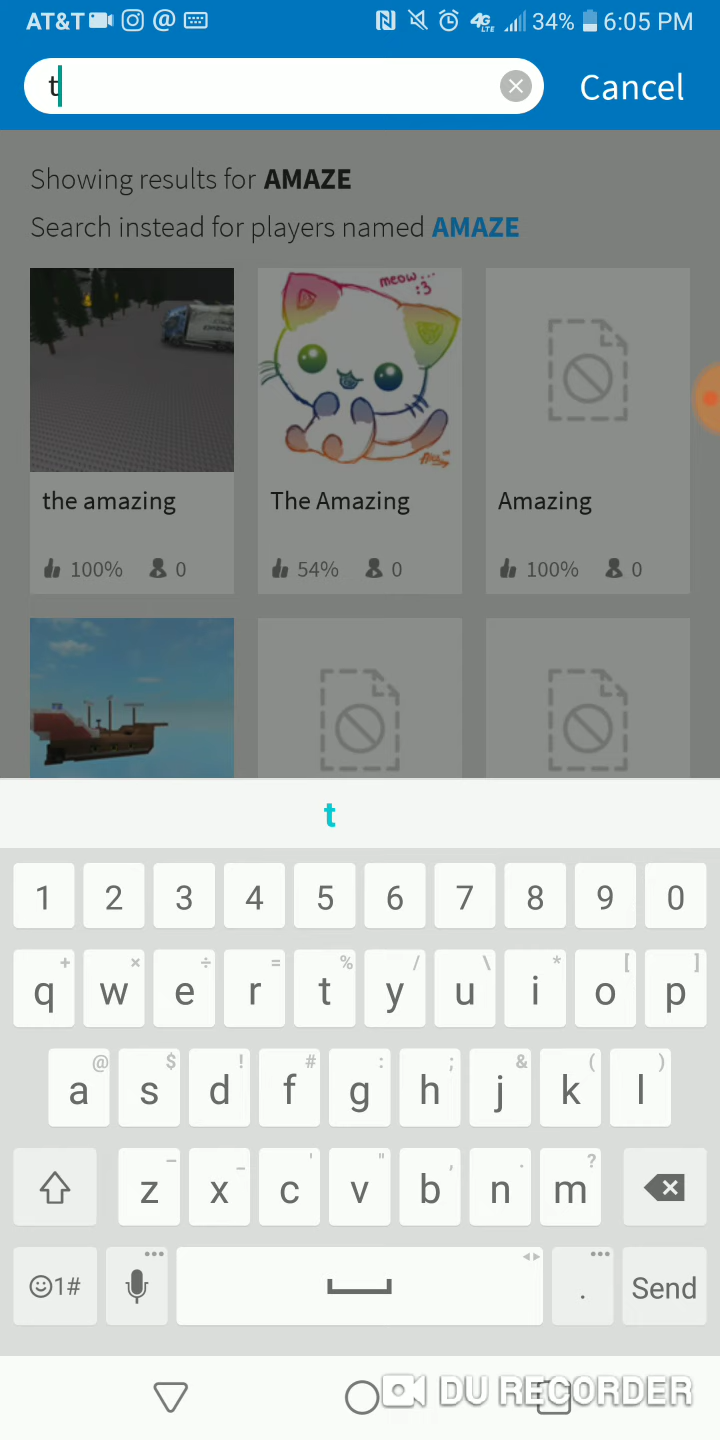 AT&T 4G LTE 34% 6:05 PM
t Cancel
Showing results for AMAZE
Search instead for players named AMAZE
meow... :3
the amazing The Amazing Amazing
100% 0 54% 0 100% 0
t
1 2 3 4 5 6 7 8 9 0
+ × ÷ = % / \ * [ ]
q w e r t y u i o p
@ $ ! # : ; & ( )
a s d f g h j k l
– _ ' " , . ?
z x c v b n m
☺1# ... ... . Send
DU RECORDER